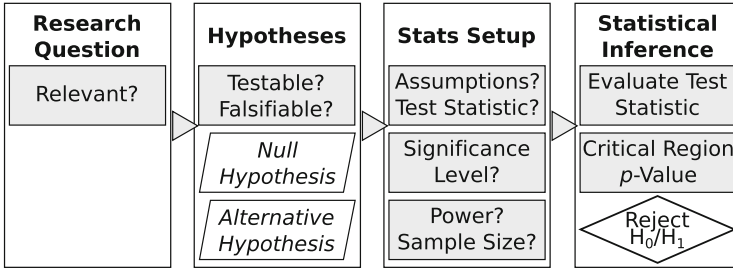 Research
Question
Relevant?
Hypotheses
Testable?
Falsifiable?
Null
Hypothesis
Alternative
Hypothesis
Stats Setup
Assumptions?
Test Statistic?
Significance
Level?
Power?
Sample Size?
Statistical
Inference
Evaluate Test
Statistic
Critical Region
p-Value
Reject
H₀/H₁